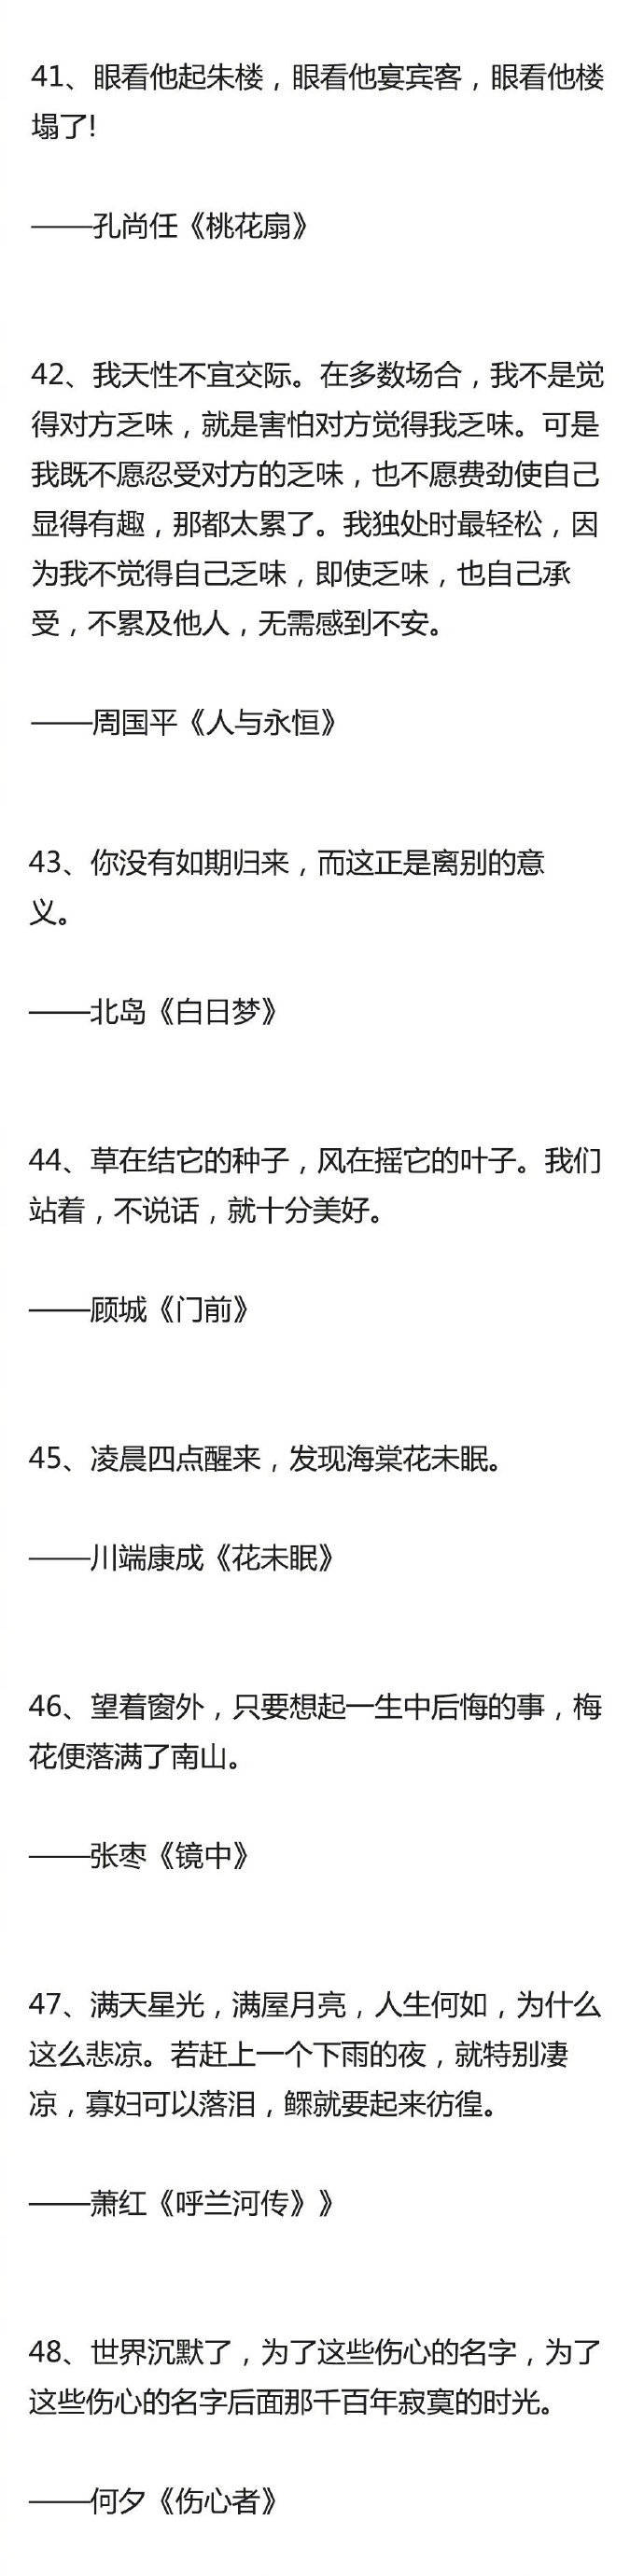 41、眼看他起朱楼，眼看他宴宾客，眼看他楼
塌了!
——孔尚任《桃花扇》
42、我天性不宜交际。在多数场合，我不是觉
得对方乏味，就是害怕对方觉得我乏味。可是
我既不愿忍受对方的乏味，也不愿费劲使自己
显得有趣，那都太累了。我独处时最轻松，因
为我不觉得自己乏味，即使乏味，也自己承
受，不累及他人，无需感到不安。
——周国平《人与永恒》
43、你没有如期归来，而这正是离别的意
义。
——北岛《白日梦》
44、草在结它的种子，风在摇它的叶子。我们
站着，不说话，就十分美好。
——顾城《门前》
45、凌晨四点醒来，发现海棠花未眠。
——川端康成《花未眠》
46、望着窗外，只要想起一生中后悔的事，梅
花便落满了南山。
——张枣《镜中》
47、满天星光，满屋月亮，人生何如，为什么
这么悲凉。若赶上一个下雨的夜，就特别凄
凉，寡妇可以落泪，鳏就要起来彷徨。
——萧红《呼兰河传》》
48、世界沉默了，为了这些伤心的名字，为了
这些伤心的名字后面那千百年寂寞的时光。
——何夕《伤心者》